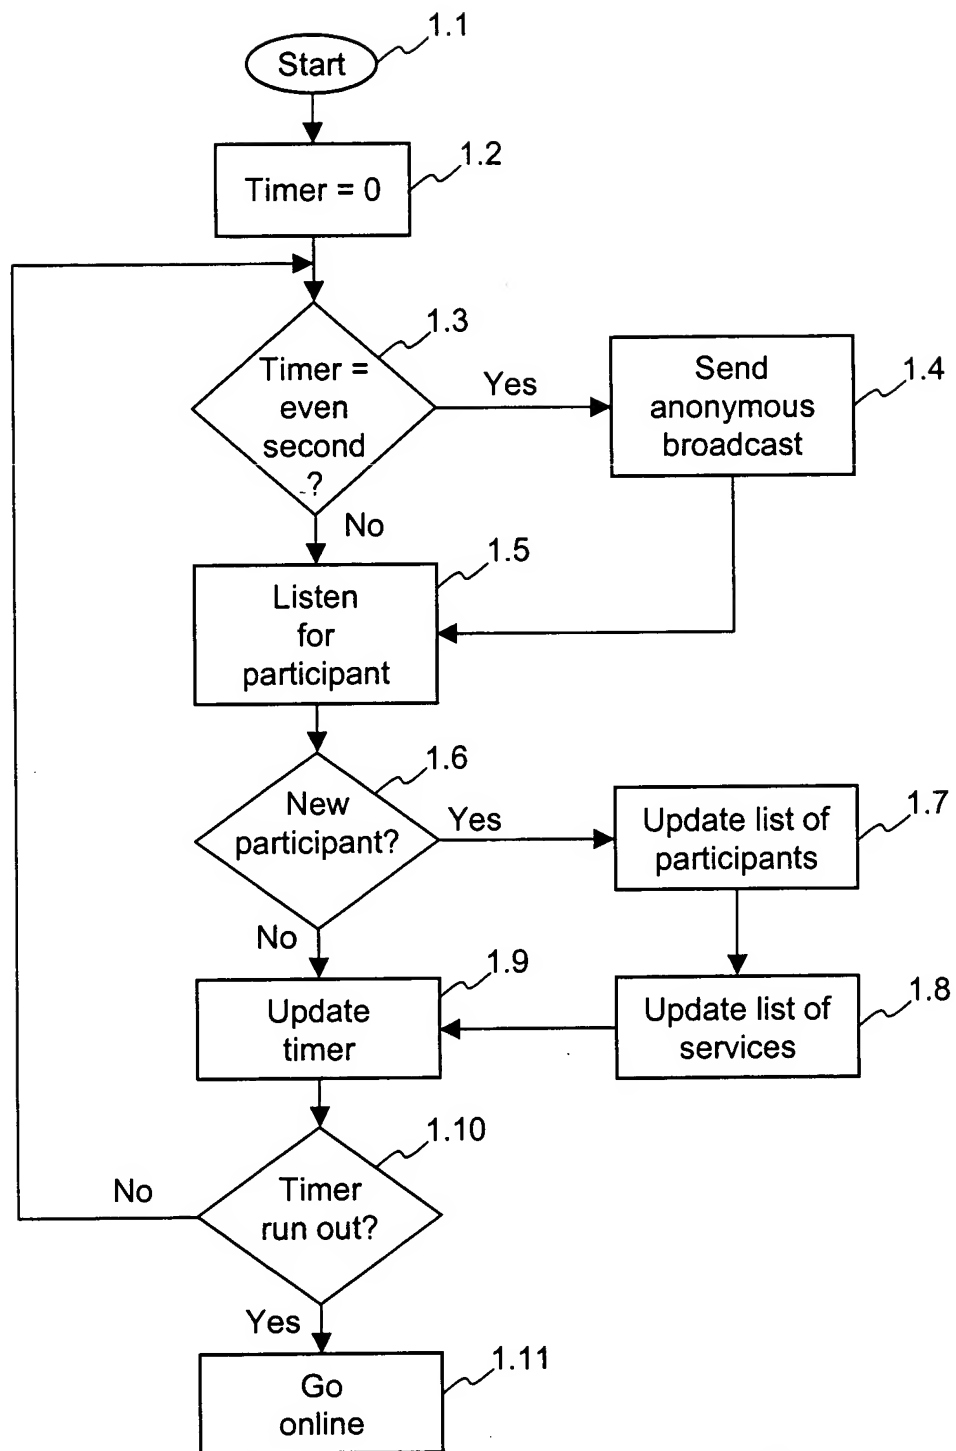 1.1
Start
1.2
Timer = 0
1.3
Timer =
even
second
?
Yes
Send
anonymous
broadcast
1.4
No
1.5
Listen
for
participant
1.6
New
participant?
Yes
Update list of
participants
1.7
No
1.9
Update
timer
Update list of
services
1.8
1.10
Timer
run out?
No
Yes
1.11
Go
online